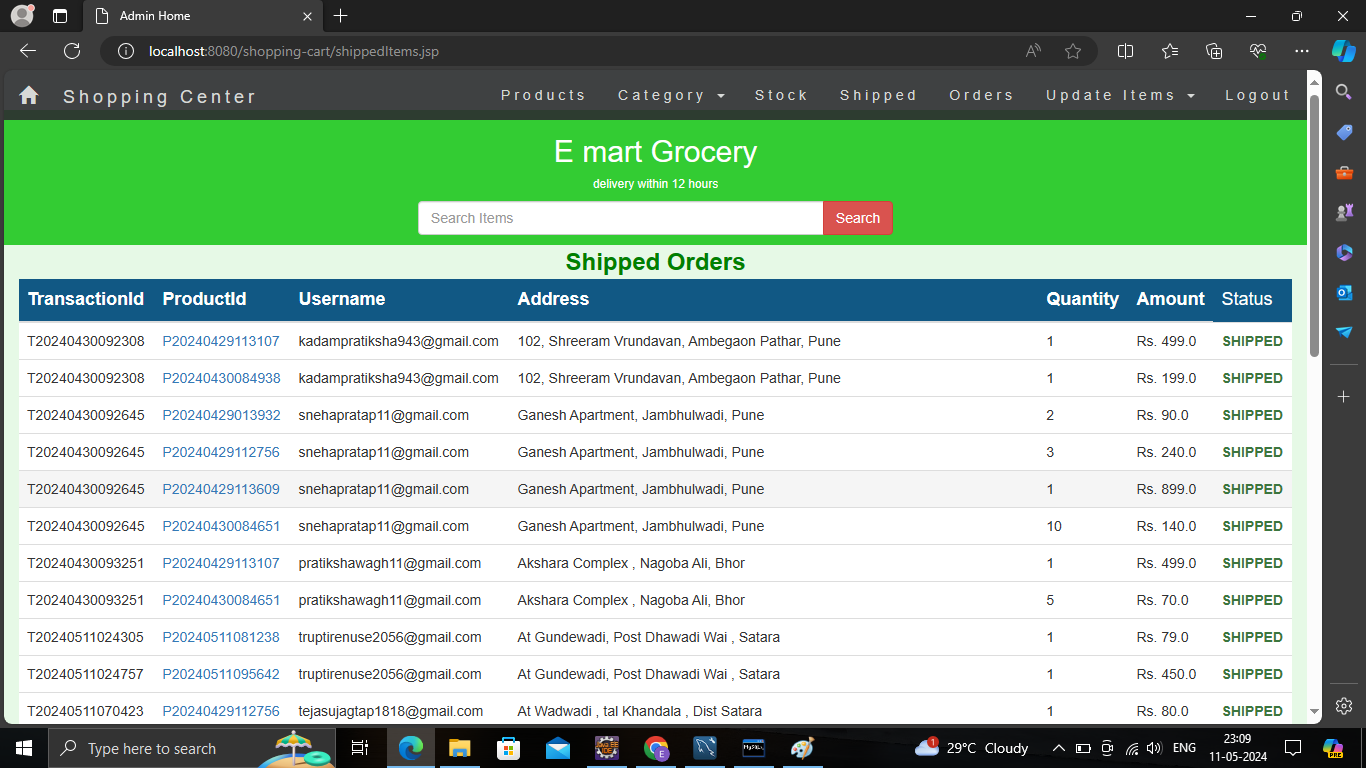 Admin Home
localhost:8080/shopping-cart/shippedItems.jsp
Shopping Center Products Category Stock Shipped Orders Update Items Logout
E mart Grocery
delivery within 12 hours
Search Items Search
Shipped Orders
TransactionId ProductId Username Address Quantity Amount Status
T20240430092308 P20240429113107 kadampratiksha943@gmail.com 102, Shreeram Vrundavan, Ambegaon Pathar, Pune 1 Rs. 499.0 SHIPPED
T20240430092308 P20240430084938 kadampratiksha943@gmail.com 102, Shreeram Vrundavan, Ambegaon Pathar, Pune 1 Rs. 199.0 SHIPPED
T20240430092645 P20240429013932 snehapratap11@gmail.com Ganesh Apartment, Jambhulwadi, Pune 2 Rs. 90.0 SHIPPED
T20240430092645 P20240429112756 snehapratap11@gmail.com Ganesh Apartment, Jambhulwadi, Pune 3 Rs. 240.0 SHIPPED
T20240430092645 P20240429113609 snehapratap11@gmail.com Ganesh Apartment, Jambhulwadi, Pune 1 Rs. 899.0 SHIPPED
T20240430092645 P20240430084651 snehapratap11@gmail.com Ganesh Apartment, Jambhulwadi, Pune 10 Rs. 140.0 SHIPPED
T20240430093251 P20240429113107 pratikshawagh11@gmail.com Akshara Complex , Nagoba Ali, Bhor 1 Rs. 499.0 SHIPPED
T20240430093251 P20240430084651 pratikshawagh11@gmail.com Akshara Complex , Nagoba Ali, Bhor 5 Rs. 70.0 SHIPPED
T20240511024305 P20240511081238 truptirenuse2056@gmail.com At Gundewadi, Post Dhawadi Wai , Satara 1 Rs. 79.0 SHIPPED
T20240511024757 P20240511095642 truptirenuse2056@gmail.com At Gundewadi, Post Dhawadi Wai , Satara 1 Rs. 450.0 SHIPPED
T20240511070423 P20240429112756 tejasujagtap1818@gmail.com At Wadwadi , tal Khandala , Dist Satara 1 Rs. 80.0 SHIPPED
Type here to search 1 29°C Cloudy ENG 23:09
11-05-2024